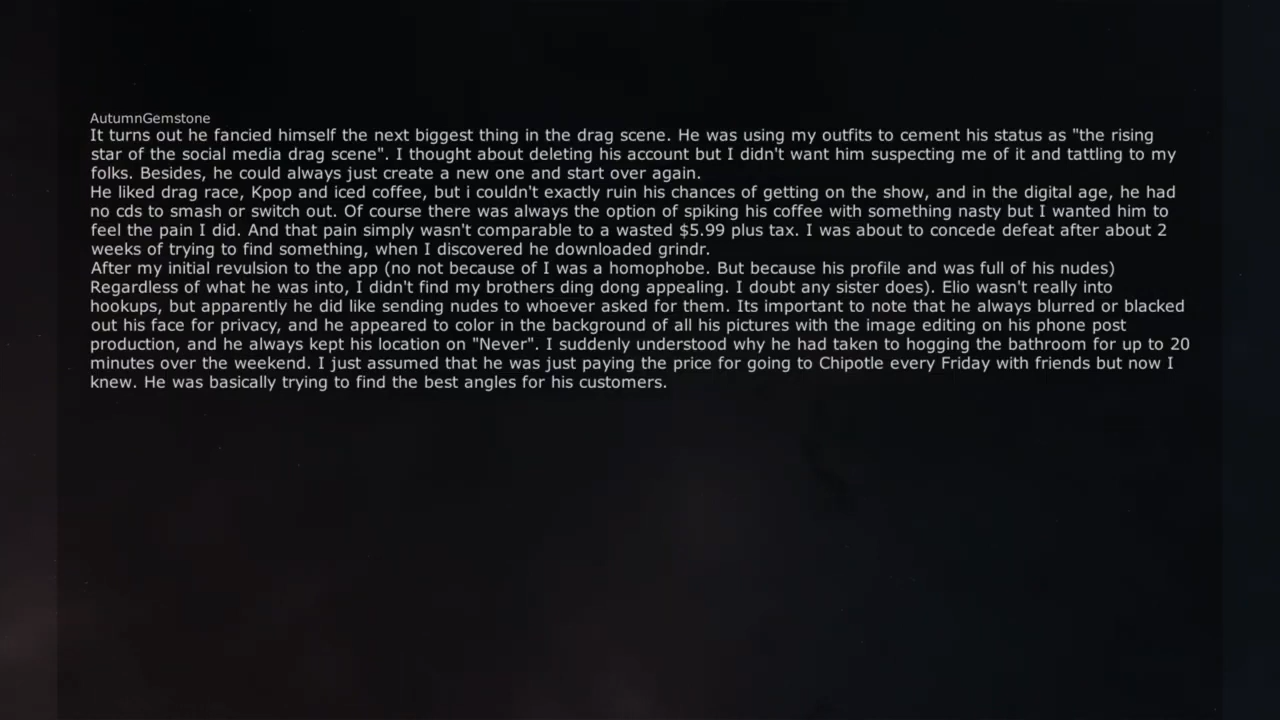 AutumnGemstone
It turns out he fancied himself the next biggest thing in the drag scene. He was using my outfits to cement his status as "the rising
star of the social media drag scene". I thought about deleting his account but I didn't want him suspecting me of it and tattling to my
folks. Besides, he could always just create a new one and start over again.
He liked drag race, Kpop and iced coffee, but i couldn't exactly ruin his chances of getting on the show, and in the digital age, he had
no cds to smash or switch out. Of course there was always the option of spiking his coffee with something nasty but I wanted him to
feel the pain I did. And that pain simply wasn't comparable to a wasted $5.99 plus tax. I was about to concede defeat after about 2
weeks of trying to find something, when I discovered he downloaded grindr.
After my initial revulsion to the app (no not because of I was a homophobe. But because his profile and was full of his nudes)
Regardless of what he was into, I didn't find my brothers ding dong appealing. I doubt any sister does). Elio wasn't really into
hookups, but apparently he did like sending nudes to whoever asked for them. Its important to note that he always blurred or blacked
out his face for privacy, and he appeared to color in the background of all his pictures with the image editing on his phone post
production, and he always kept his location on "Never". I suddenly understood why he had taken to hogging the bathroom for up to 20
minutes over the weekend. I just assumed that he was just paying the price for going to Chipotle every Friday with friends but now I
knew. He was basically trying to find the best angles for his customers.